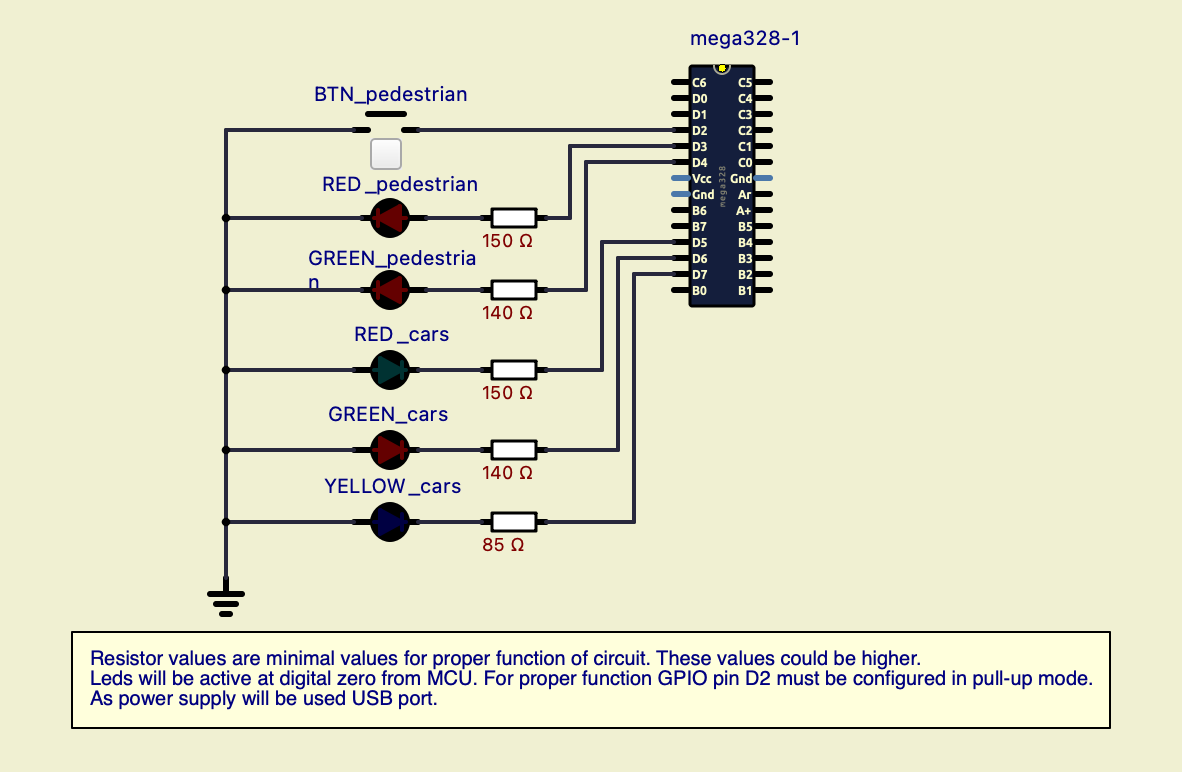 mega328-1
BTN_pedestrian
C6 C5
D0 C4
D1 C3
D2 C2
D3 C1
D4 C0
Vcc Gnd
Gnd Ar
B6 A+
B7 B5
D5 B4
D6 B3
D7 B2
B0 B1
mega328
RED_pedestrian
150 Ω
GREEN_pedestria
n
140 Ω
RED_cars
150 Ω
GREEN_cars
140 Ω
YELLOW_cars
85 Ω
Resistor values are minimal values for proper function of circuit. These values could be higher.
Leds will be active at digital zero from MCU. For proper function GPIO pin D2 must be configured in pull-up mode.
As power supply will be used USB port.